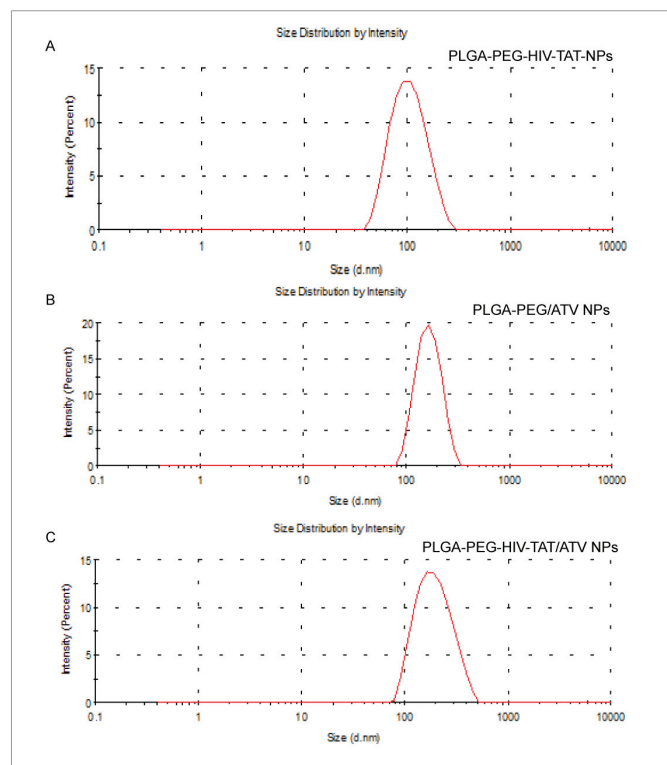 A
Size Distribution by Intensity
PLGA-PEG-HIV-TAT-NPs
15
10
5
0
Intensity (Percent)
0.1 1 10 100 1000 10000
Size (d.nm)
B
Size Distribution by Intensity
PLGA-PEG/ATV NPs
20
15
10
5
0
Intensity (Percent)
0.1 1 10 100 1000 10000
Size (d.nm)
C
Size Distribution by Intensity
PLGA-PEG-HIV-TAT/ATV NPs
15
10
5
0
Intensity (Percent)
0.1 1 10 100 1000 10000
Size (d.nm)